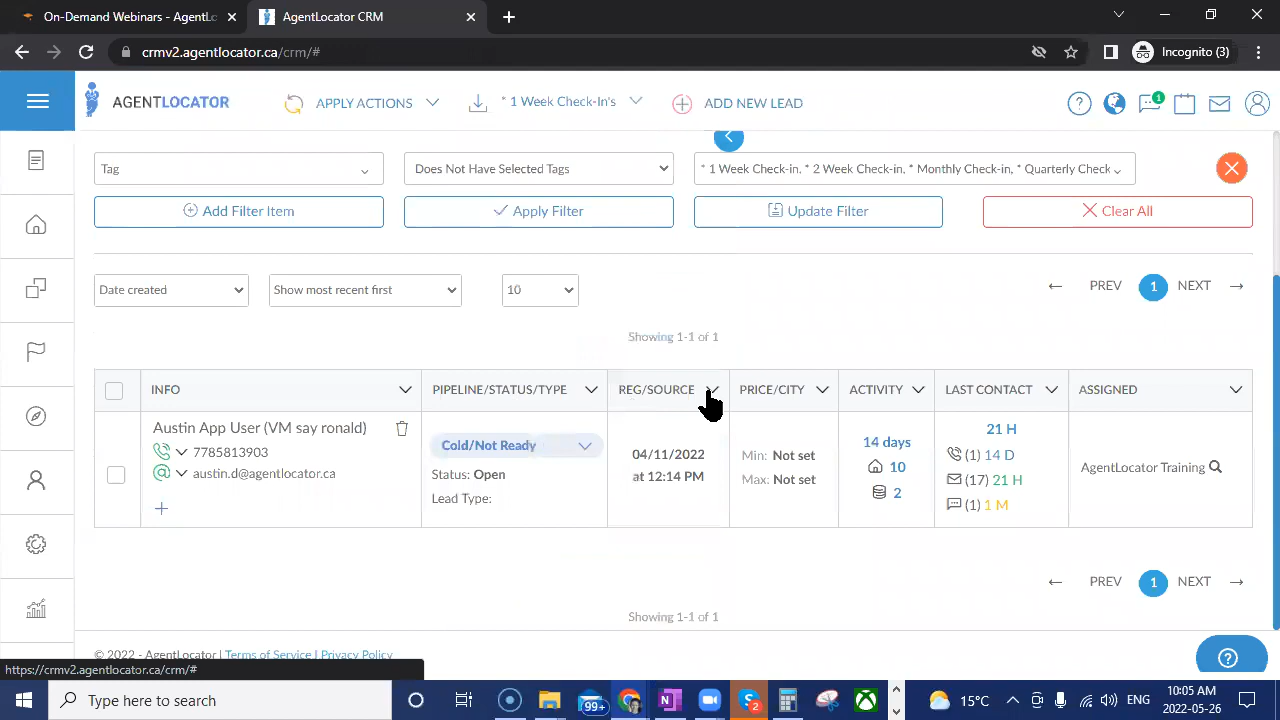 On-Demand Webinars - AgentLc
AgentLocator CRM
crmv2.agentlocator.ca/crm/#
Incognito (3)
AGENTLOCATOR
APPLY ACTIONS
* 1 Week Check-In's
ADD NEW LEAD
1
Tag
Does Not Have Selected Tags
* 1 Week Check-in, * 2 Week Check-in, * Monthly Check-in, * Quarterly Check
Add Filter Item
Apply Filter
Update Filter
Clear All
Date created
Show most recent first
10
PREV
1
NEXT
Showing 1-1 of 1
INFO
PIPELINE/STATUS/TYPE
REG/SOURCE
PRICE/CITY
ACTIVITY
LAST CONTACT
ASSIGNED
Austin App User (VM say ronald)
7785813903
austin.d@agentlocator.ca
Cold/Not Ready
Status: Open
Lead Type:
04/11/2022
at 12:14 PM
Min: Not set
Max: Not set
14 days
10
2
21 H
(1) 14 D
(17) 21 H
(1) 1 M
AgentLocator Training
PREV
1
NEXT
Showing 1-1 of 1
© 2022 - AgentLocator | Terms of Service | Privacy Policy
https://crmv2.agentlocator.ca/crm/#
Type here to search
99+
2
15°C
ENG
10:05 AM
2022-05-26